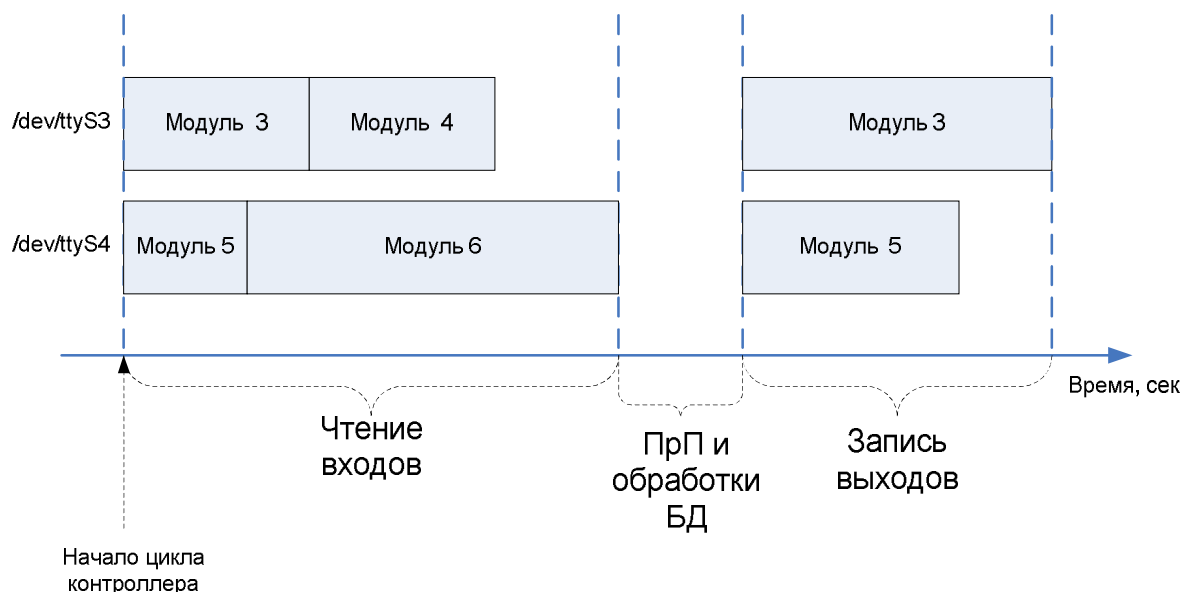 /dev/ttyS3
Модуль 3
Модуль 4
Модуль 3
/dev/ttyS4
Модуль 5
Модуль 6
Модуль 5
Время, сек
Чтение
входов
ПрП и
обработки
БД
Запись
выходов
Начало цикла
контроллера